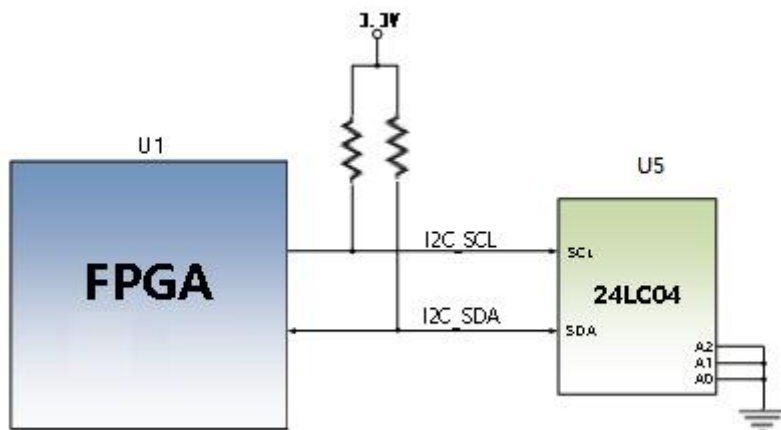 3.3V
U1
U5
I2C_SCL
SCL
FPGA
24LC04
I2C_SDA
SDA
A2
A1
A0